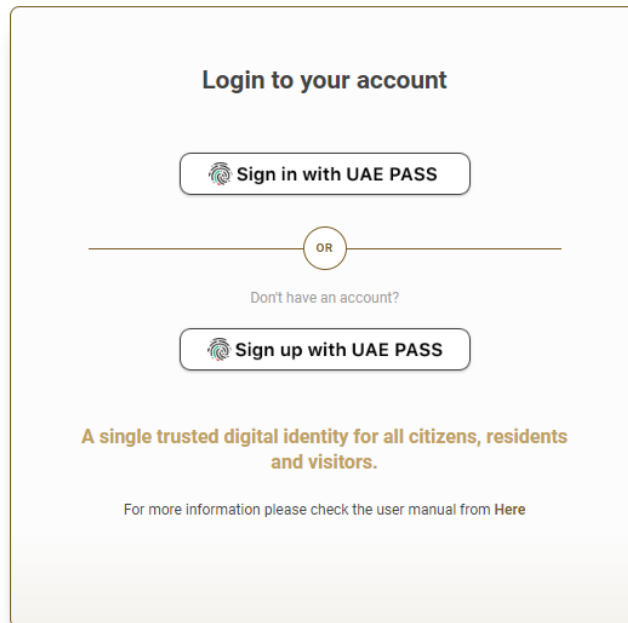 Login to your account
Sign in with UAE PASS
OR
Don't have an account?
Sign up with UAE PASS
A single trusted digital identity for all citizens, residents
and visitors.
For more information please check the user manual from Here